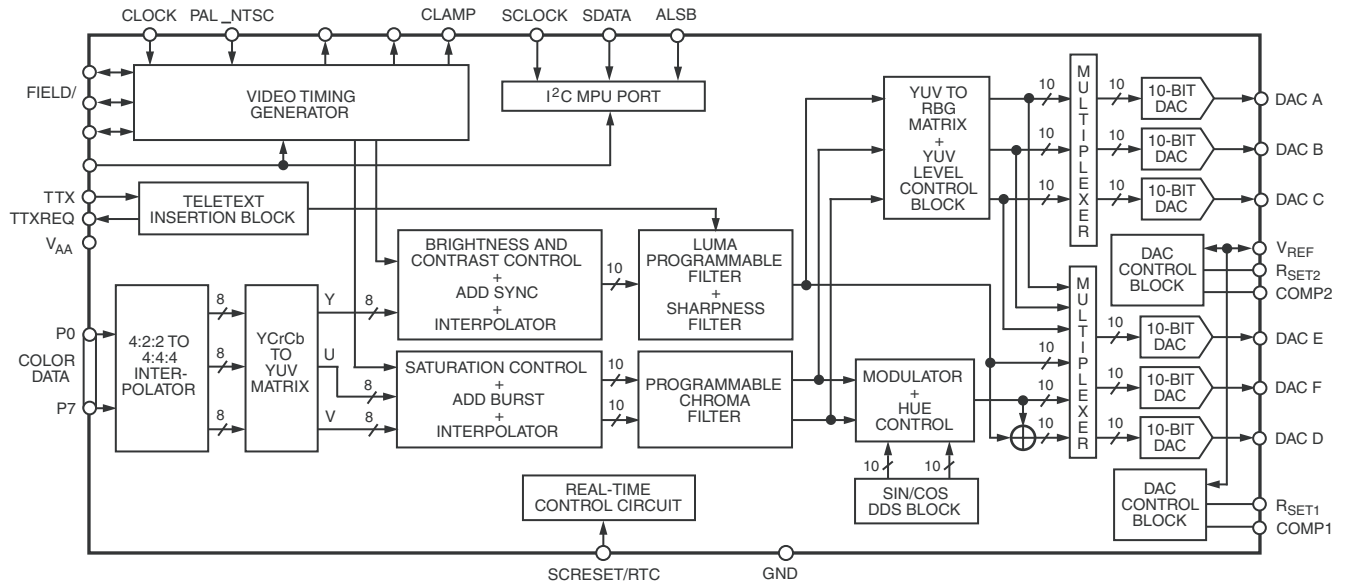 CLOCK PAL_NTSC CLAMP SCLOCK SDATA ALSB
FIELD/
VIDEO TIMING
GENERATOR
I2C MPU PORT
YUV TO
RBG
MATRIX
+
YUV
LEVEL
CONTROL
BLOCK
10
10
10
MULTIPLEXER
10
10
10
10-BIT
DAC
DAC A
10-BIT
DAC
DAC B
10-BIT
DAC
DAC C
TTX
TTXREQ
VAA
TELETEXT
INSERTION BLOCK
BRIGHTNESS AND
CONTRAST CONTROL
+
ADD SYNC
+
INTERPOLATOR
10
LUMA
PROGRAMMABLE
FILTER
+
SHARPNESS
FILTER
DAC
CONTROL
BLOCK
VREF
RSET2
COMP2
P0
COLOR
DATA
P7
4:2:2 TO
4:4:4
INTER-
POLATOR
8
8
8
YCrCb
TO
YUV
MATRIX
Y
U
V
8
8
8
SATURATION CONTROL
+
ADD BURST
+
INTERPOLATOR
10
10
PROGRAMMABLE
CHROMA
FILTER
MODULATOR
+
HUE
CONTROL
10
10
10
MULTIPLEXER
10
10
10
10-BIT
DAC
DAC E
10-BIT
DAC
DAC F
10-BIT
DAC
DAC D
10
10
SIN/COS
DDS BLOCK
REAL-TIME
CONTROL CIRCUIT
DAC
CONTROL
BLOCK
RSET1
COMP1
SCRESET/RTC
GND